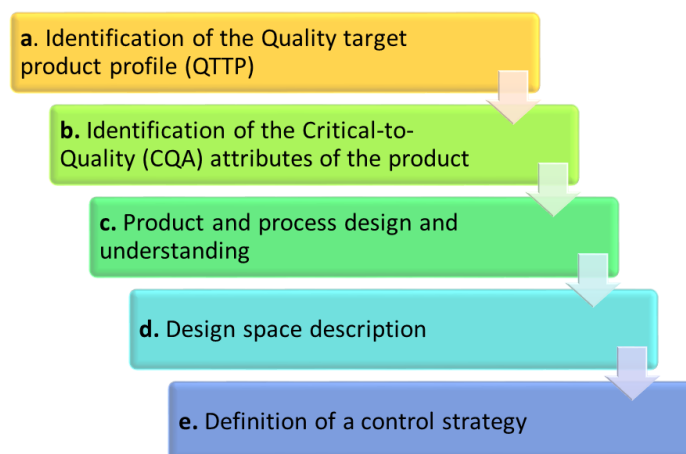 a. Identification of the Quality target
product profile (QTTP)
b. Identification of the Critical-to-
Quality (CQA) attributes of the product
c. Product and process design and
understanding
d. Design space description
e. Definition of a control strategy